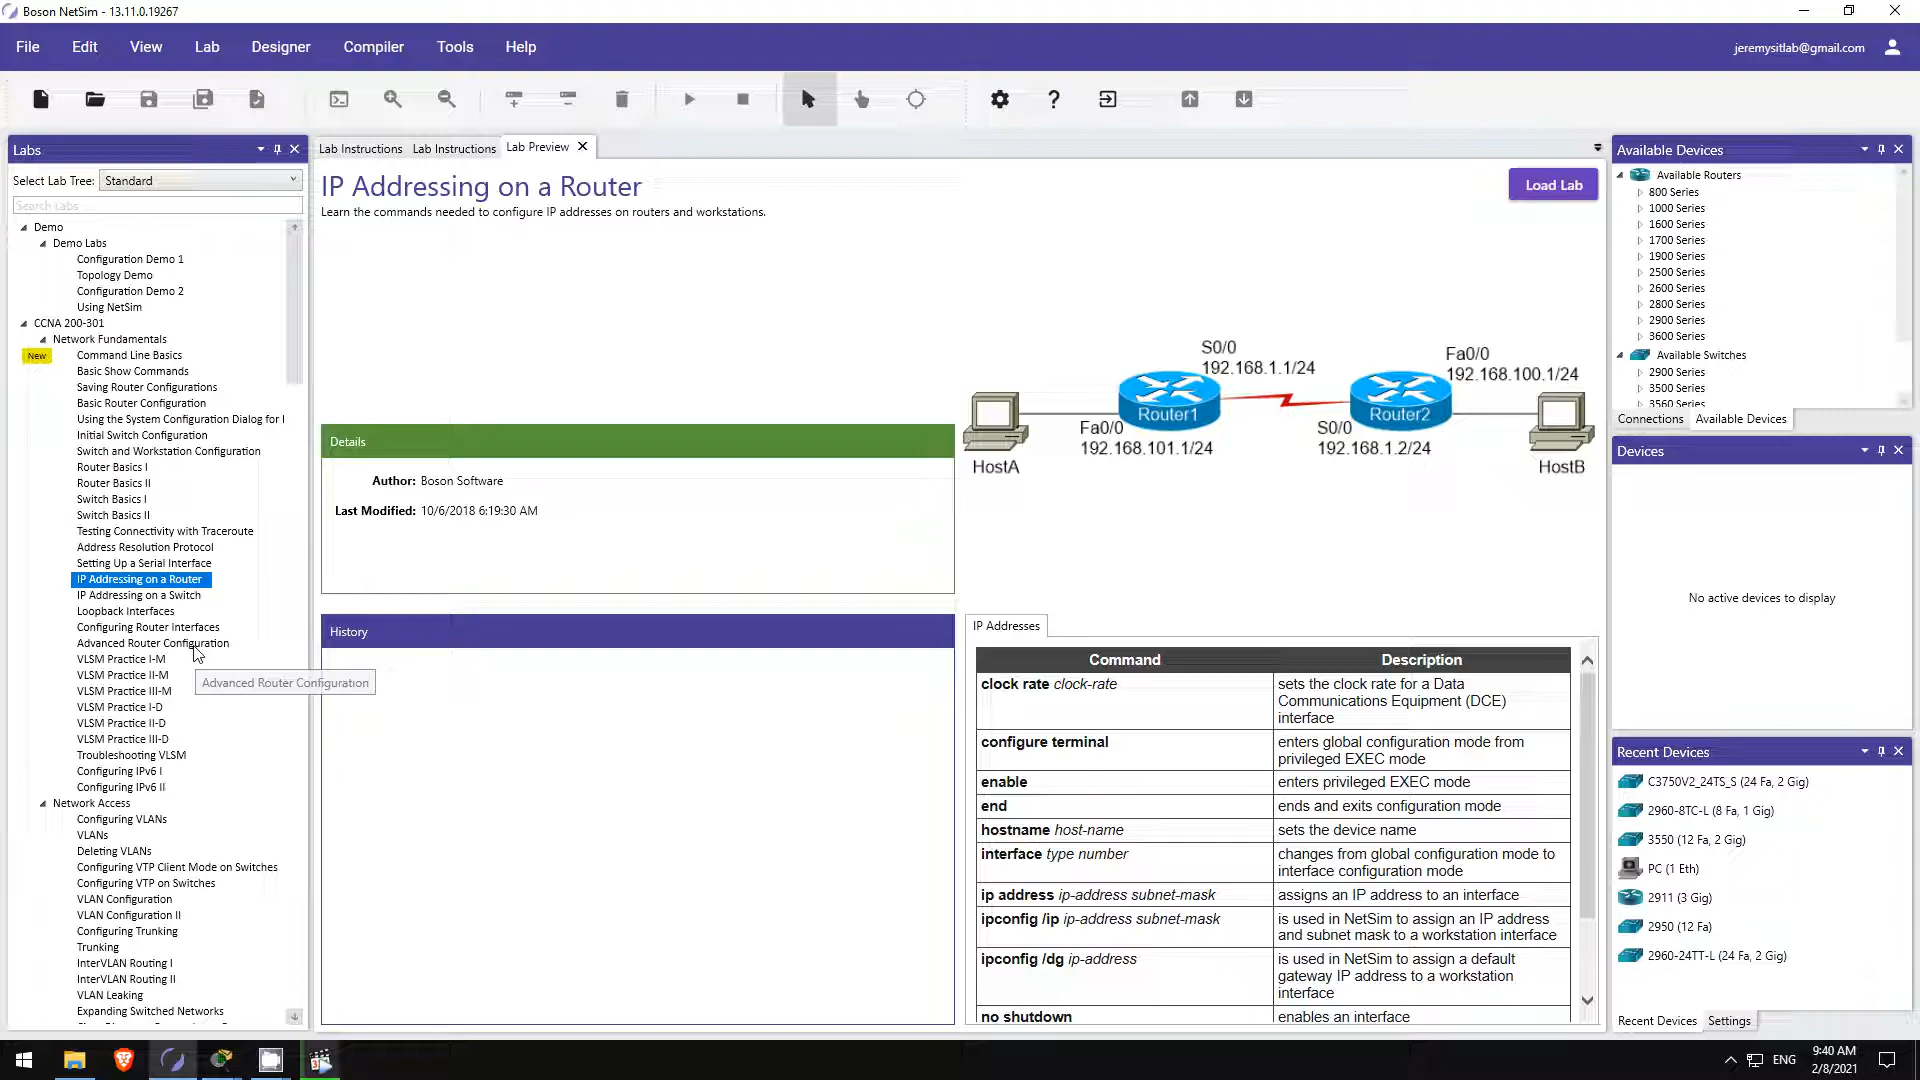 Boson NetSim - 13.11.0.19267
File Edit View Lab Designer Compiler Tools Help
jeremysitlab@gmail.com
Labs
Select Lab Tree: Standard
Search Labs
Demo
Demo Labs
Configuration Demo 1
Topology Demo
Configuration Demo 2
Using NetSim
CCNA 200-301
Network Fundamentals
New Command Line Basics
Basic Show Commands
Saving Router Configurations
Basic Router Configuration
Using the System Configuration Dialog for I
Initial Switch Configuration
Switch and Workstation Configuration
Router Basics I
Router Basics II
Switch Basics I
Switch Basics II
Testing Connectivity with Traceroute
Address Resolution Protocol
Setting Up a Serial Interface
IP Addressing on a Router
IP Addressing on a Switch
Loopback Interfaces
Configuring Router Interfaces
Advanced Router Configuration
VLSM Practice I-M
VLSM Practice II-M
Advanced Router Configuration
VLSM Practice III-M
VLSM Practice I-D
VLSM Practice II-D
VLSM Practice III-D
Troubleshooting VLSM
Configuring IPv6 I
Configuring IPv6 II
Network Access
Configuring VLANs
VLANs
Deleting VLANs
Configuring VTP Client Mode on Switches
Configuring VTP on Switches
VLAN Configuration
VLAN Configuration II
Configuring Trunking
Trunking
InterVLAN Routing I
InterVLAN Routing II
VLAN Leaking
Expanding Switched Networks
Lab Instructions Lab Instructions Lab Preview
IP Addressing on a Router
Load Lab
Learn the commands needed to configure IP addresses on routers and workstations.
S0/0
192.168.1.1/24
Fa0/0
192.168.100.1/24
Router1
Router2
Fa0/0
192.168.101.1/24
S0/0
192.168.1.2/24
HostA
HostB
Details
Author: Boson Software
Last Modified: 10/6/2018 6:19:30 AM
History
IP Addresses
Command Description
clock rate clock-rate sets the clock rate for a Data
Communications Equipment (DCE)
interface
configure terminal enters global configuration mode from
privileged EXEC mode
enable enters privileged EXEC mode
end ends and exits configuration mode
hostname host-name sets the device name
interface type number changes from global configuration mode to
interface configuration mode
ip address ip-address subnet-mask assigns an IP address to an interface
ipconfig /ip ip-address subnet-mask is used in NetSim to assign an IP address
and subnet mask to a workstation interface
ipconfig /dg ip-address is used in NetSim to assign a default
gateway IP address to a workstation
interface
no shutdown enables an interface
Available Devices
Available Routers
800 Series
1000 Series
1600 Series
1700 Series
1900 Series
2500 Series
2600 Series
2800 Series
2900 Series
3600 Series
Available Switches
2900 Series
3500 Series
3560 Series
Connections Available Devices
Devices
No active devices to display
Recent Devices
C3750V2_24TS_S (24 Fa, 2 Gig)
2960-8TC-L (8 Fa, 1 Gig)
3550 (12 Fa, 2 Gig)
PC (1 Eth)
2911 (3 Gig)
2950 (12 Fa)
2960-24TT-L (24 Fa, 2 Gig)
Recent Devices Settings
ENG
9:40 AM
2/8/2021